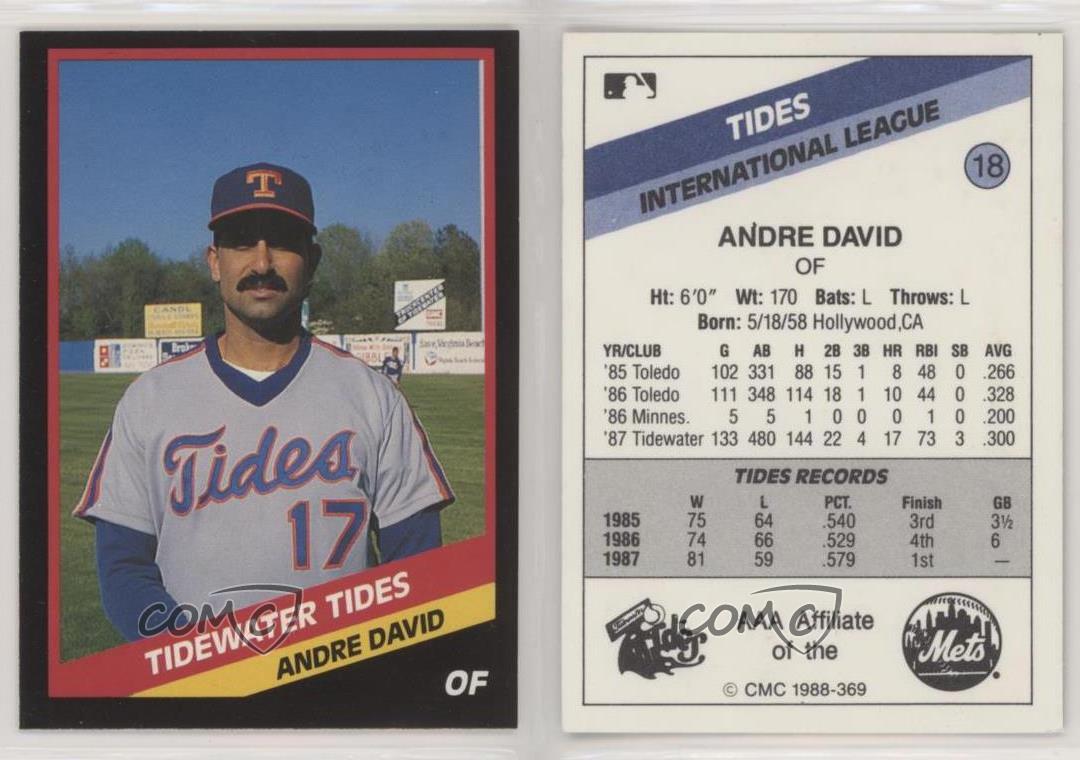 T
CANDL
Tides
17
TIDEWATER TIDES
ANDRE DAVID
OF
COMC
TIDES
INTERNATIONAL LEAGUE
18
ANDRE DAVID
OF
Ht: 6'0" Wt: 170 Bats: L Throws: L
Born: 5/18/58 Hollywood,CA
YR/CLUB G AB H 2B 3B HR RBI SB AVG
'85 Toledo 102 331 88 15 1 8 48 0 .266
'86 Toledo 111 348 114 18 1 10 44 0 .328
'86 Minnes. 5 5 1 0 0 0 1 0 .200
'87 Tidewater 133 480 144 22 4 17 73 3 .300
TIDES RECORDS
W L PCT. Finish GB
1985 75 64 .540 3rd 3½
1986 74 66 .529 4th 6
1987 81 59 .579 1st —
Tidewater
Tides
AAA Affiliate
of the
Mets
COMC
© CMC 1988-369